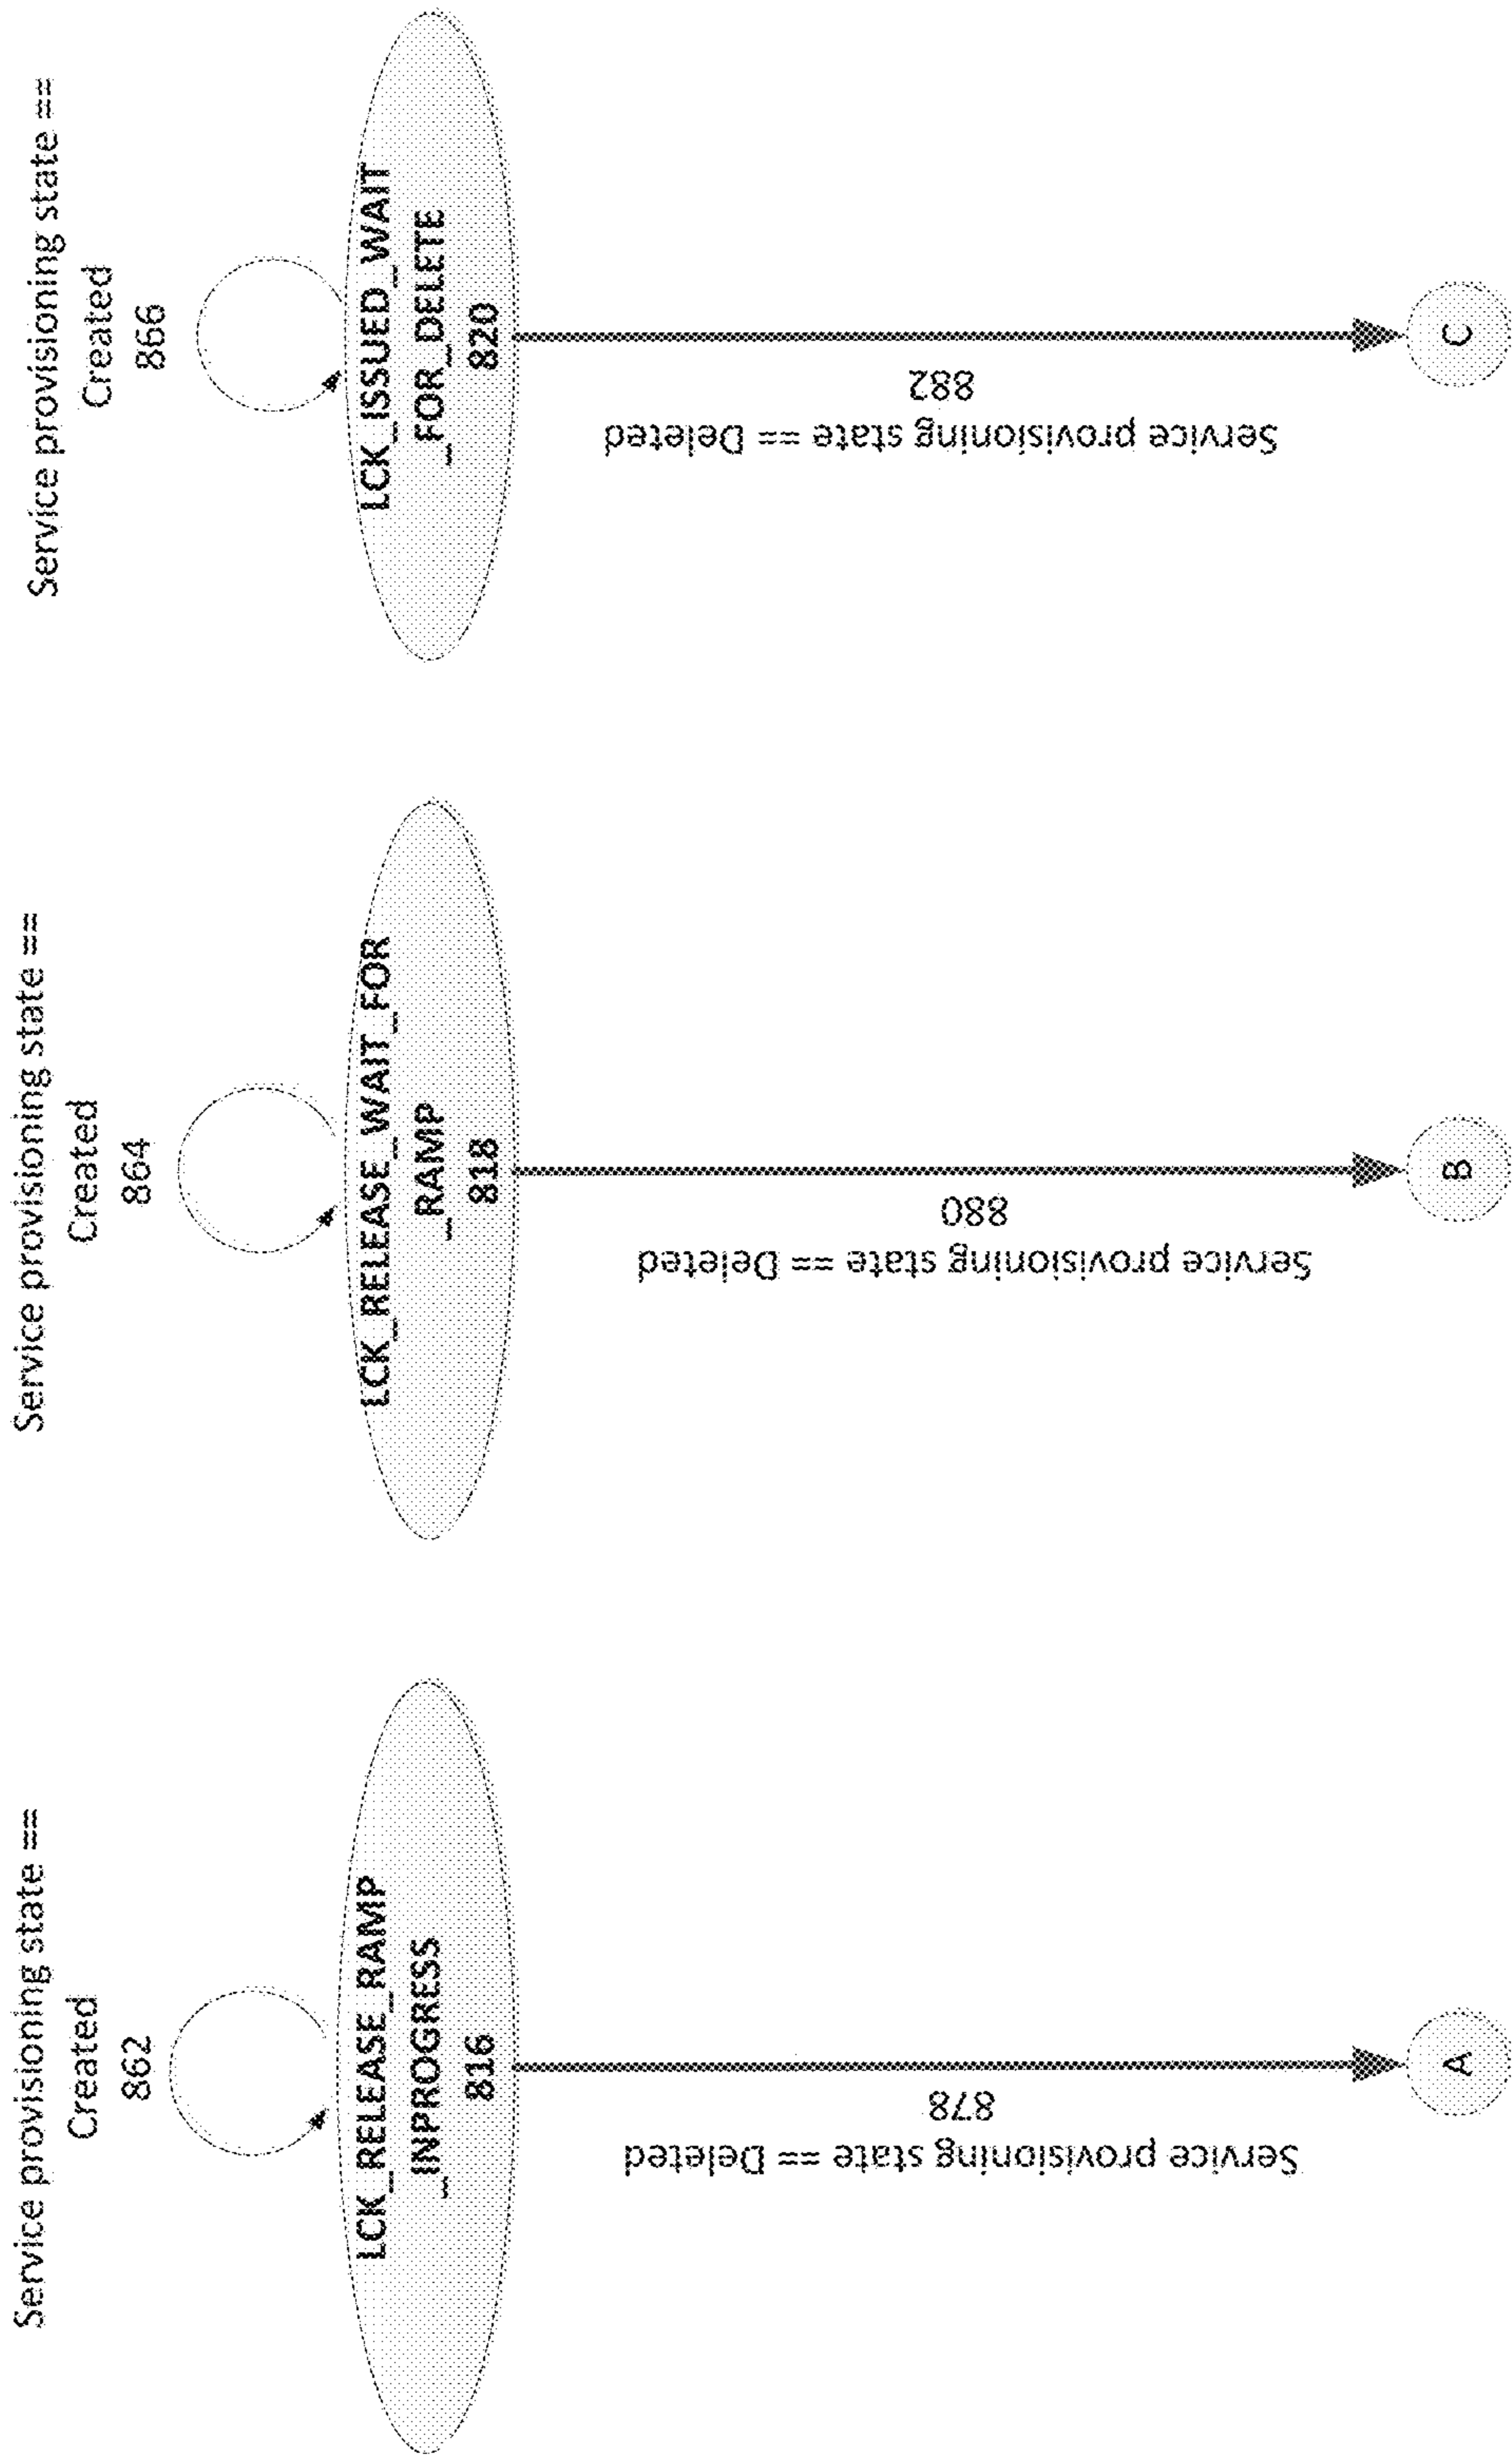 Service provisioning state ==
Created
862
LCK_RELEASE_RAMP
_INPROGRESS
816
Service provisioning state == Deleted
878
A
Service provisioning state ==
Created
864
LCK_RELEASE_WAIT_FOR
_RAMP
818
Service provisioning state == Deleted
880
B
Service provisioning state ==
Created
866
LCK_ISSUED_WAIT
_FOR_DELETE
820
Service provisioning state == Deleted
882
C